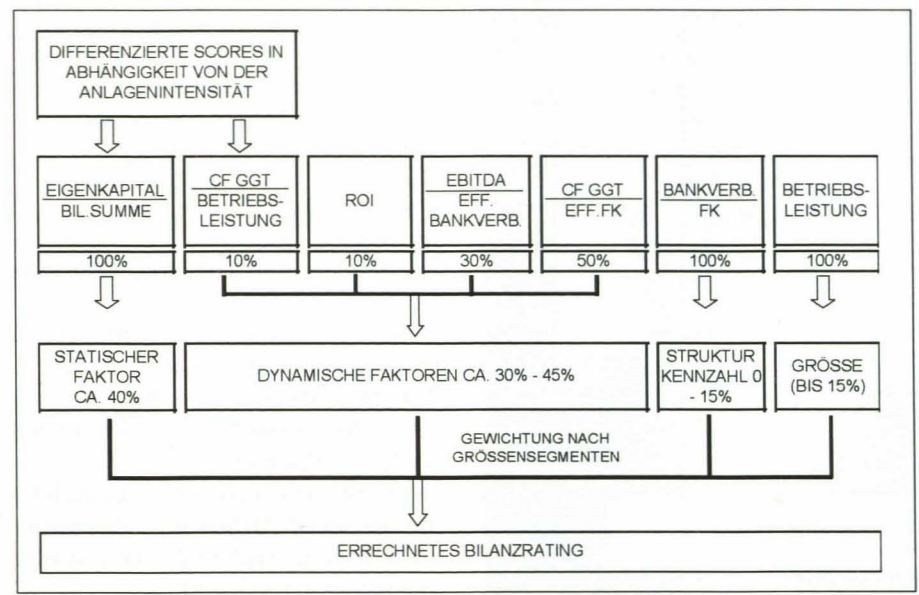 DIFFERENZIERTE SCORES IN
ABHÄNGIGKEIT VON DER
ANLAGENINTENSITÄT
EIGENKAPITAL
BIL.SUMME
100%
CF GGT
BETRIEBS-
LEISTUNG
10%
ROI
10%
EBITDA
EFF.
BANKVERB.
30%
CF GGT
EFF.FK
50%
BANKVERB.
FK
100%
BETRIEBS-
LEISTUNG
100%
STATISCHER
FAKTOR
CA. 40%
DYNAMISCHE FAKTOREN CA. 30% - 45%
STRUKTUR
KENNZAHL 0
- 15%
GRÖSSE
(BIS 15%)
GEWICHTUNG NACH
GRÖSSENSEGMENTEN
ERRECHNETES BILANZRATING